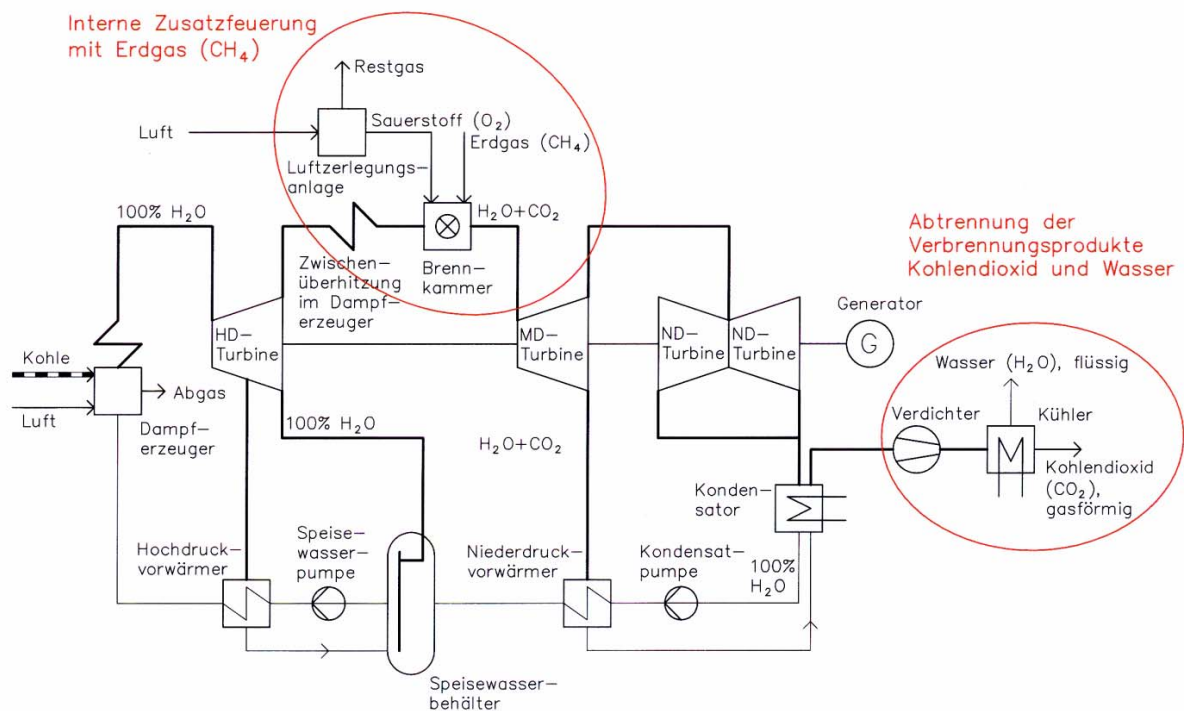 Interne Zusatzfeuerung
mit Erdgas (CH₄)
Restgas
Luft
Sauerstoff (O₂)
Erdgas (CH₄)
Luftzerlegungs-
anlage
100% H₂O
H₂O+CO₂
Zwischen-
überhitzung
im Dampf-
erzeuger
Brenn-
kammer
Abtrennung der
Verbrennungsprodukte
Kohlendioxid und Wasser
Generator
G
HD-
Turbine
MD-
Turbine
ND-
Turbine
ND-
Turbine
Kohle
Luft
Abgas
Dampf-
erzeuger
100% H₂O
H₂O+CO₂
Wasser (H₂O), flüssig
Verdichter
Kühler
Kohlendioxid
(CO₂),
gasförmig
Konden-
sator
Hochdruck-
vorwärmer
Speise-
wasser-
pumpe
Niederdruck-
vorwärmer
Kondensat-
pumpe
100%
H₂O
Speisewasser-
behälter